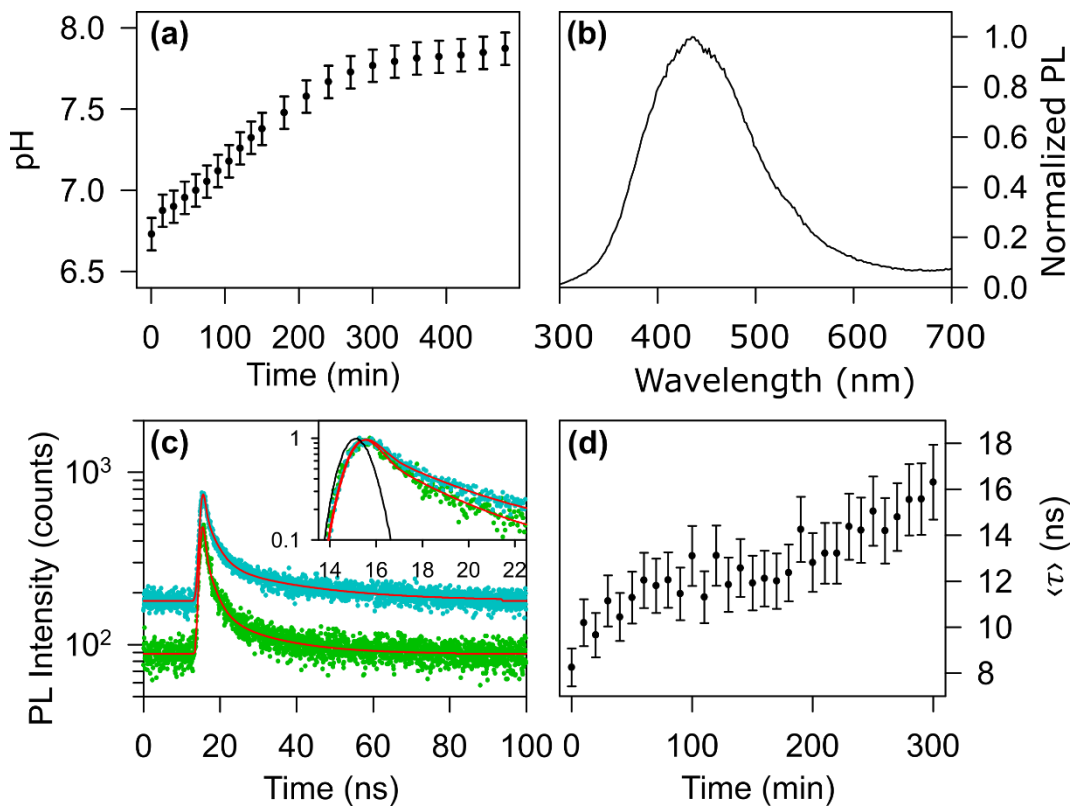 (a)
8.0
7.5
7.0
6.5
pH
0 100 200 300 400
Time (min)
(b)
1.0
0.8
0.6
0.4
0.2
0.0
Normalized PL
300 400 500 600 700
Wavelength (nm)
(c)
10³
10²
PL Intensity (counts)
1
0.1
14 16 18 20 22
0 20 40 60 80 100
Time (ns)
(d)
18
16
14
12
10
8
⟨τ⟩ (ns)
0 100 200 300
Time (min)